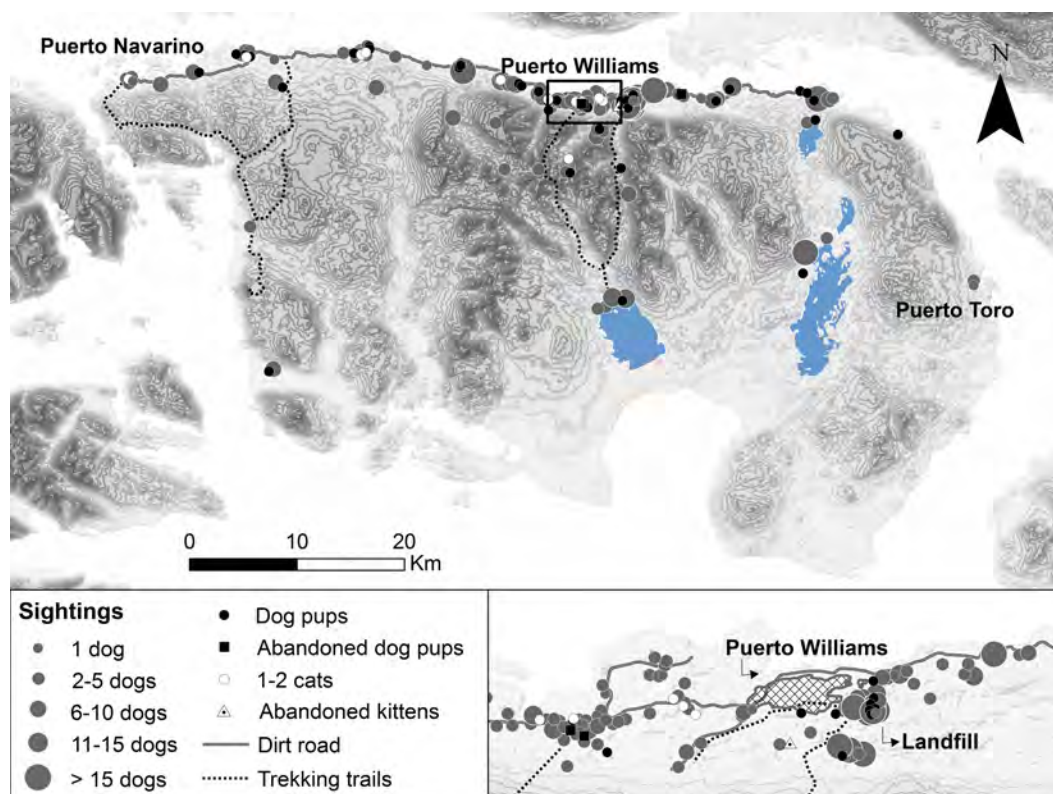 Puerto Navarino
Puerto Williams
N
Puerto Toro
0 10 20
Km
Sightings
1 dog
2-5 dogs
6-10 dogs
11-15 dogs
> 15 dogs
Dog pups
Abandoned dog pups
1-2 cats
Abandoned kittens
Dirt road
Trekking trails
Puerto Williams
Landfill